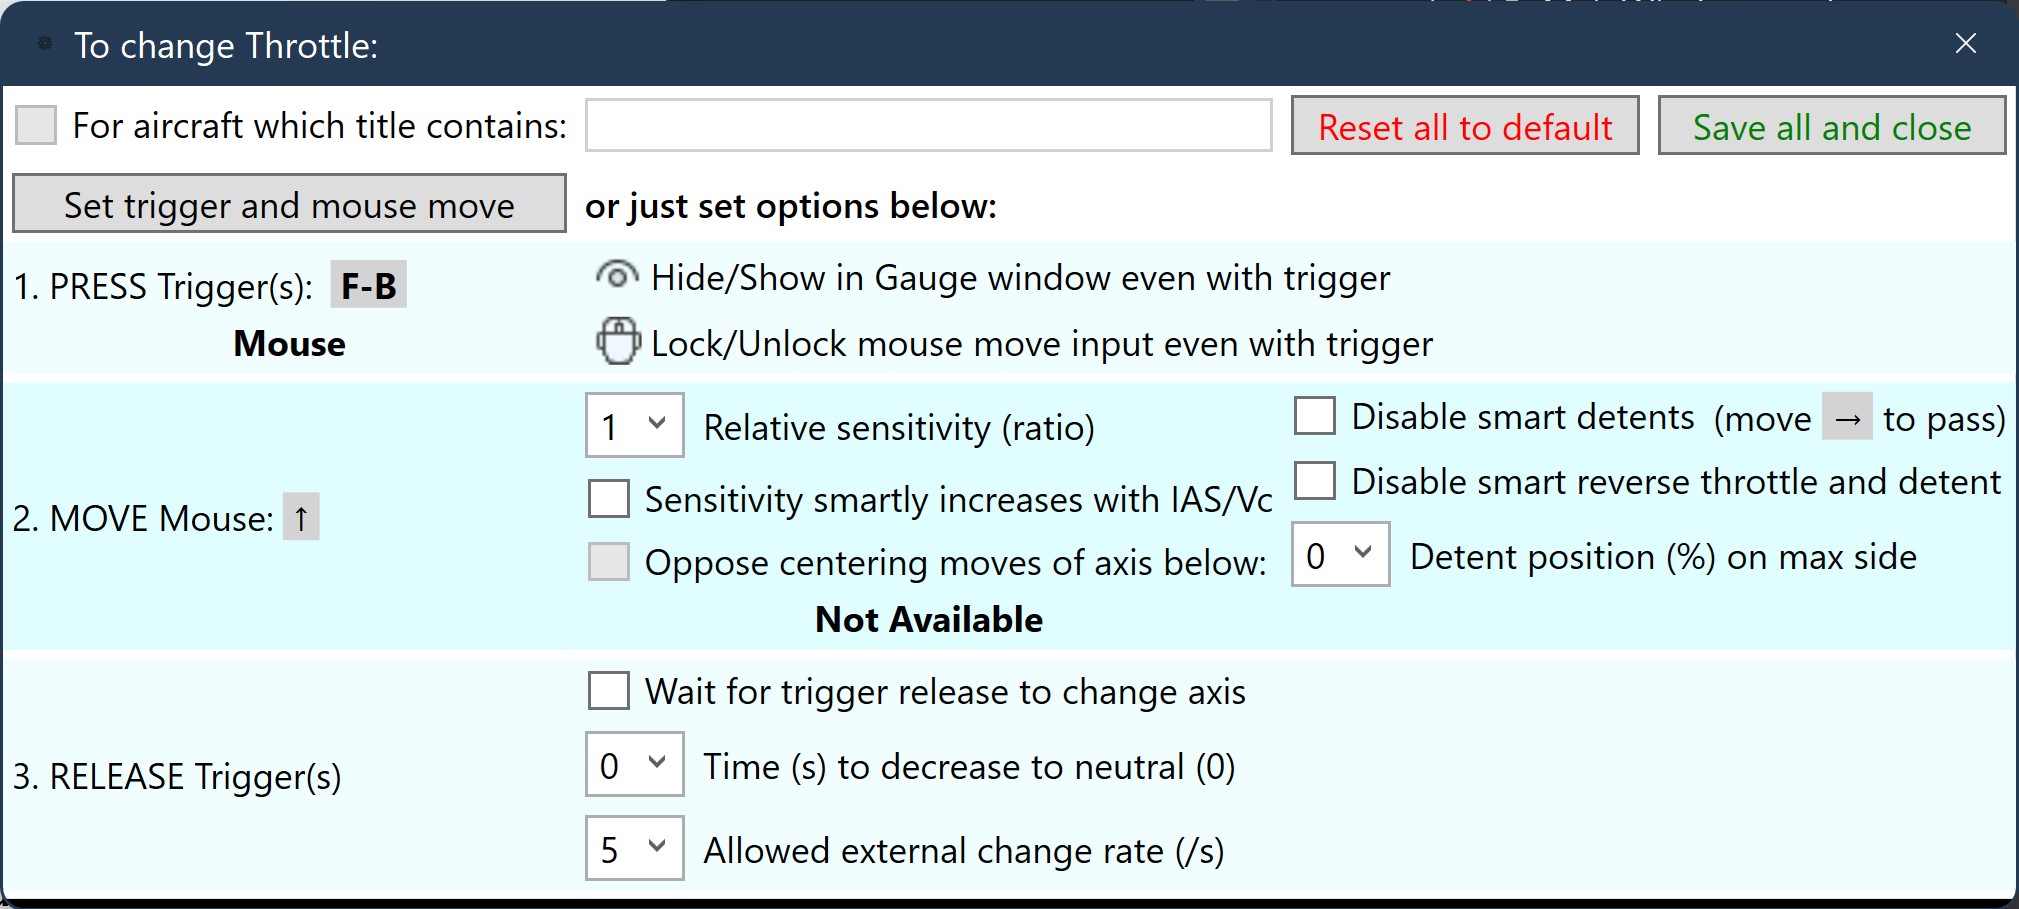 To change Throttle:
For aircraft which title contains:
Reset all to default
Save all and close
Set trigger and mouse move
or just set options below:
1. PRESS Trigger(s): F-B
Mouse
Hide/Show in Gauge window even with trigger
Lock/Unlock mouse move input even with trigger
2. MOVE Mouse: ↑
1 Relative sensitivity (ratio)
Sensitivity smartly increases with IAS/Vc
Oppose centering moves of axis below:
Not Available
Disable smart detents (move → to pass)
Disable smart reverse throttle and detent
0 Detent position (%) on max side
3. RELEASE Trigger(s)
Wait for trigger release to change axis
0 Time (s) to decrease to neutral (0)
5 Allowed external change rate (/s)